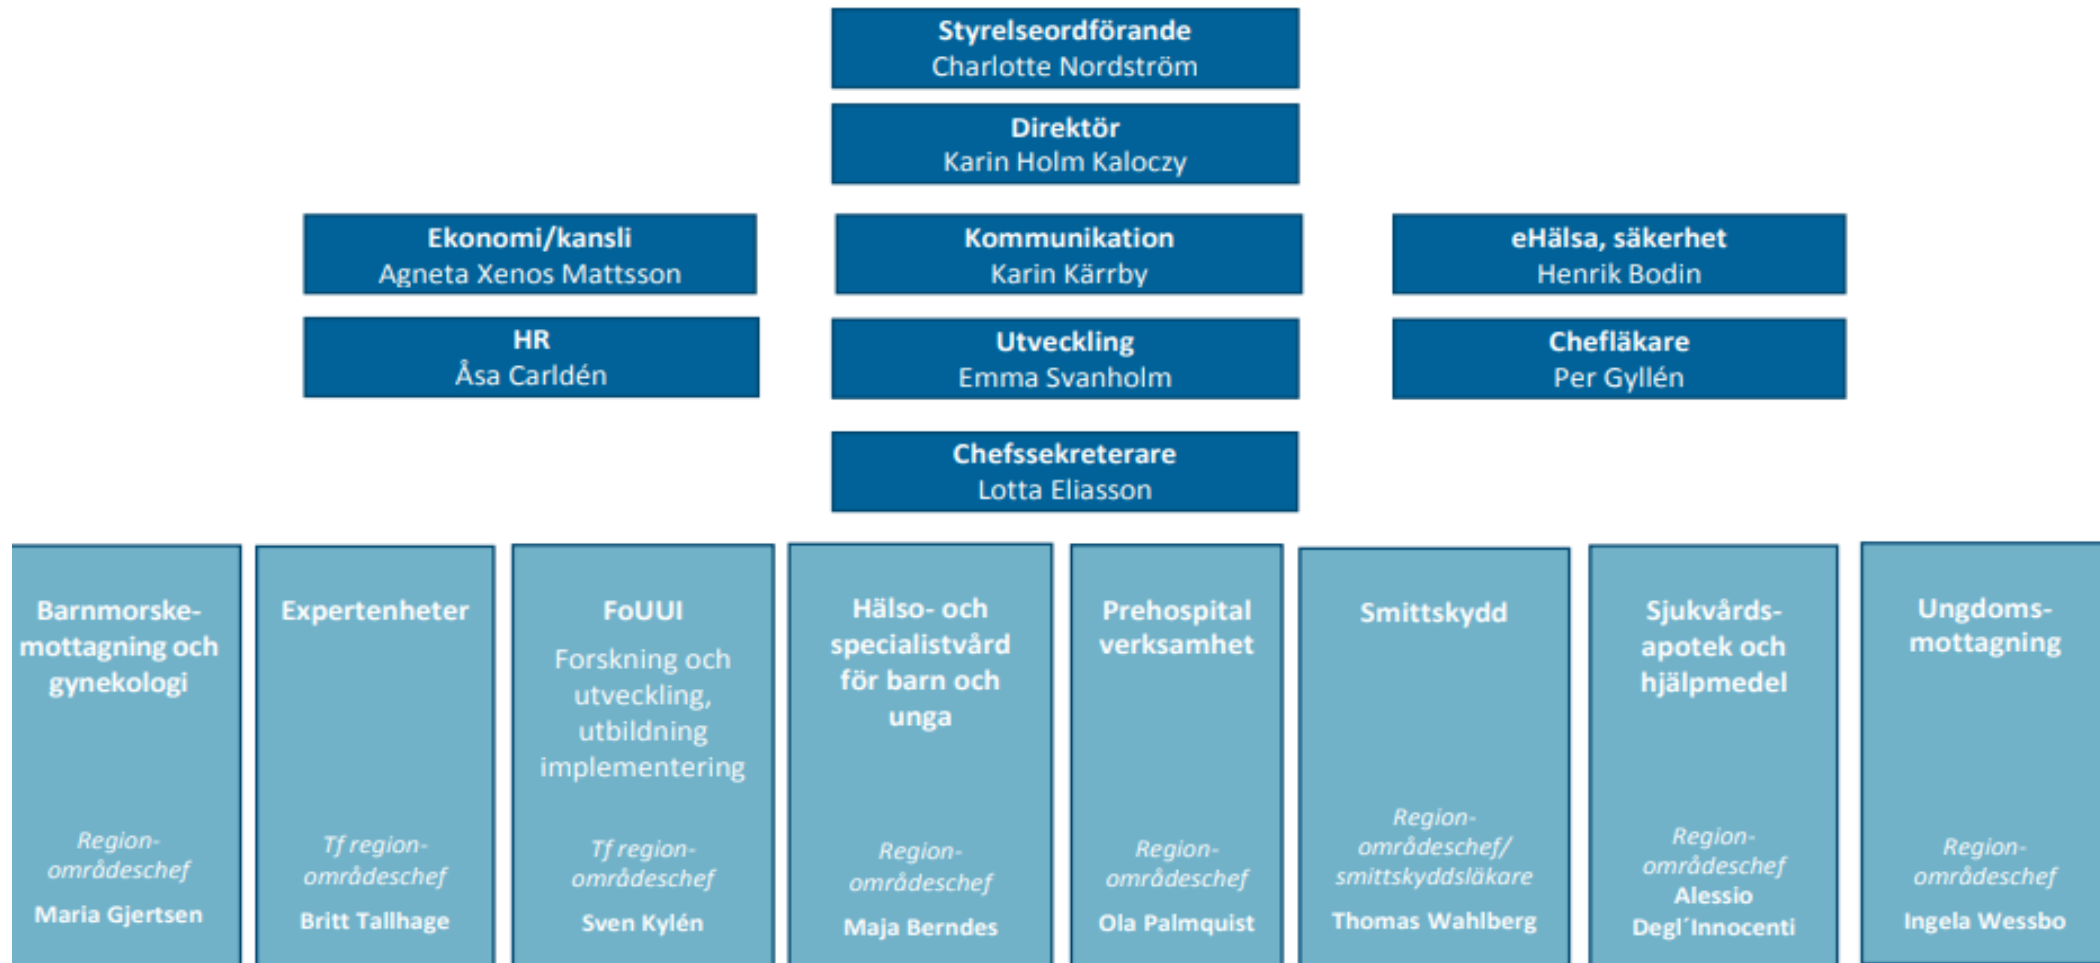 Styrelseordförande
Charlotte Nordström
Direktör
Karin Holm Kaloczy
Ekonomi/kansli
Agneta Xenos Mattsson
Kommunikation
Karin Kärrby
eHälsa, säkerhet
Henrik Bodin
HR
Åsa Carldén
Utveckling
Emma Svanholm
Chefläkare
Per Gyllén
Chefssekreterare
Lotta Eliasson
Barnmorske-
mottagning och
gynekologi
Region-
områdeschef
Maria Gjertsen
Expertenheter
Tf region-
områdeschef
Britt Tallhage
FoUUI
Forskning och
utveckling,
utbildning
implementering
Tf region-
områdeschef
Sven Kylén
Hälso- och
specialistvård
för barn och
unga
Region-
områdeschef
Maja Berndes
Prehospital
verksamhet
Region-
områdeschef
Ola Palmquist
Smittskydd
Region-
områdeschef/
smittskyddsläkare
Thomas Wahlberg
Sjukvårds-
apotek och
hjälpmedel
Region-
områdeschef
Alessio
Degl´Innocenti
Ungdoms-
mottagning
Region-
områdeschef
Ingela Wessbo